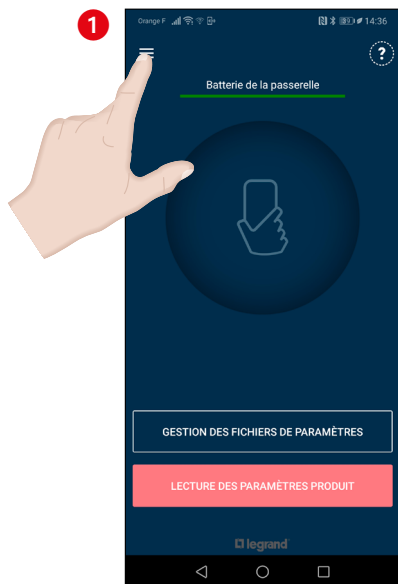 1
Orange F 14:36
?
Batterie de la passerelle
GESTION DES FICHIERS DE PARAMÈTRES
LECTURE DES PARAMÈTRES PRODUIT
legrand